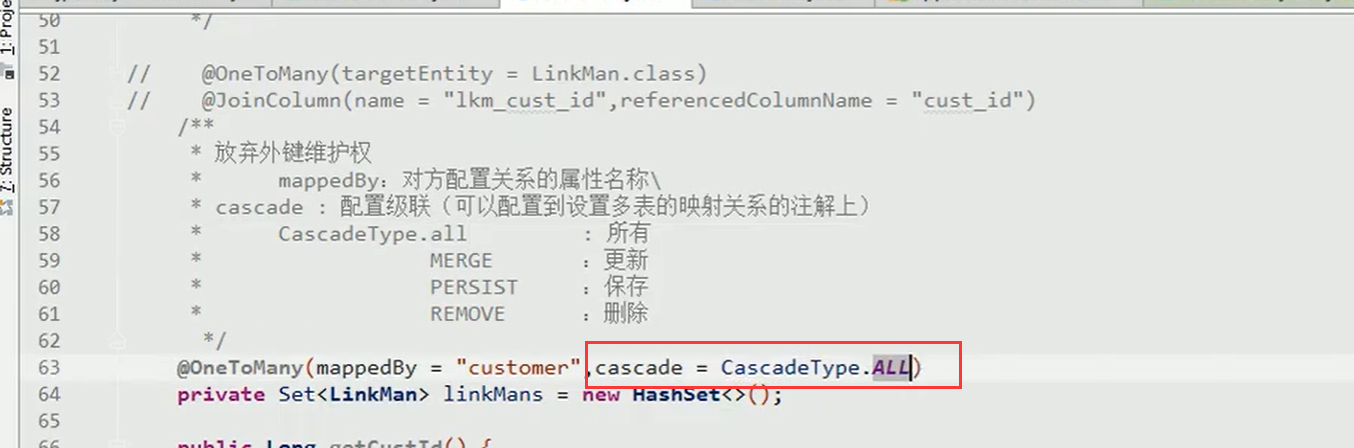 1: Proje
7: Structure
50 */
51
52 // @OneToMany(targetEntity = LinkMan.class)
53 // @JoinColumn(name = "lkm_cust_id",referencedColumnName = "cust_id")
54 /**
55 * 放弃外键维护权
56 * mappedBy：对方配置关系的属性名称\
57 * cascade : 配置级联（可以配置到设置多表的映射关系的注解上）
58 * CascadeType.all : 所有
59 * MERGE ：更新
60 * PERSIST ：保存
61 * REMOVE ：删除
62 */
63 @OneToMany(mappedBy = "customer",cascade = CascadeType.ALL)
64 private Set<LinkMan> linkMans = new HashSet<>();
65
66 public Long getCustId() {